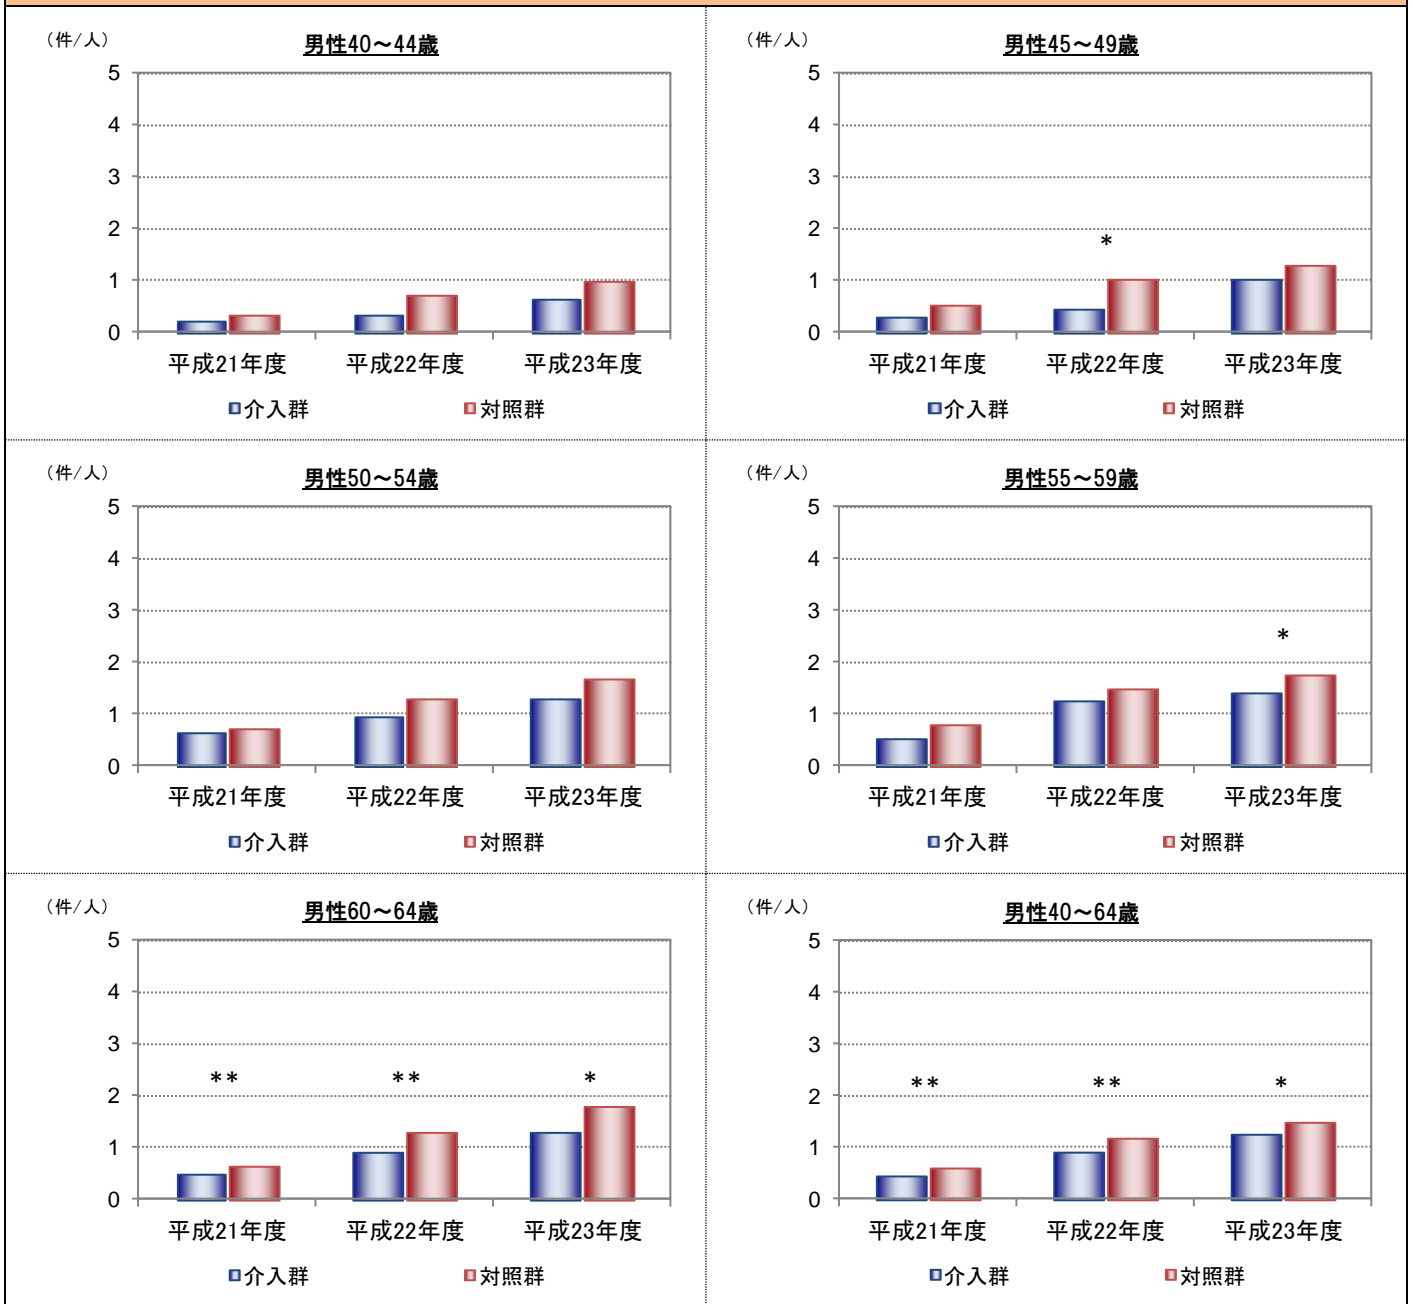 (件/人)
男性40～44歳
5
4
3
2
1
0
平成21年度 平成22年度 平成23年度
介入群 対照群
(件/人)
男性45～49歳
5
4
3
2
*
1
0
平成21年度 平成22年度 平成23年度
介入群 対照群
(件/人)
男性50～54歳
5
4
3
2
1
0
平成21年度 平成22年度 平成23年度
介入群 対照群
(件/人)
男性55～59歳
5
4
3
*
2
1
0
平成21年度 平成22年度 平成23年度
介入群 対照群
(件/人)
男性60～64歳
5
4
3
** ** *
2
1
0
平成21年度 平成22年度 平成23年度
介入群 対照群
(件/人)
男性40～64歳
5
4
3
** ** *
2
1
0
平成21年度 平成22年度 平成23年度
介入群 対照群